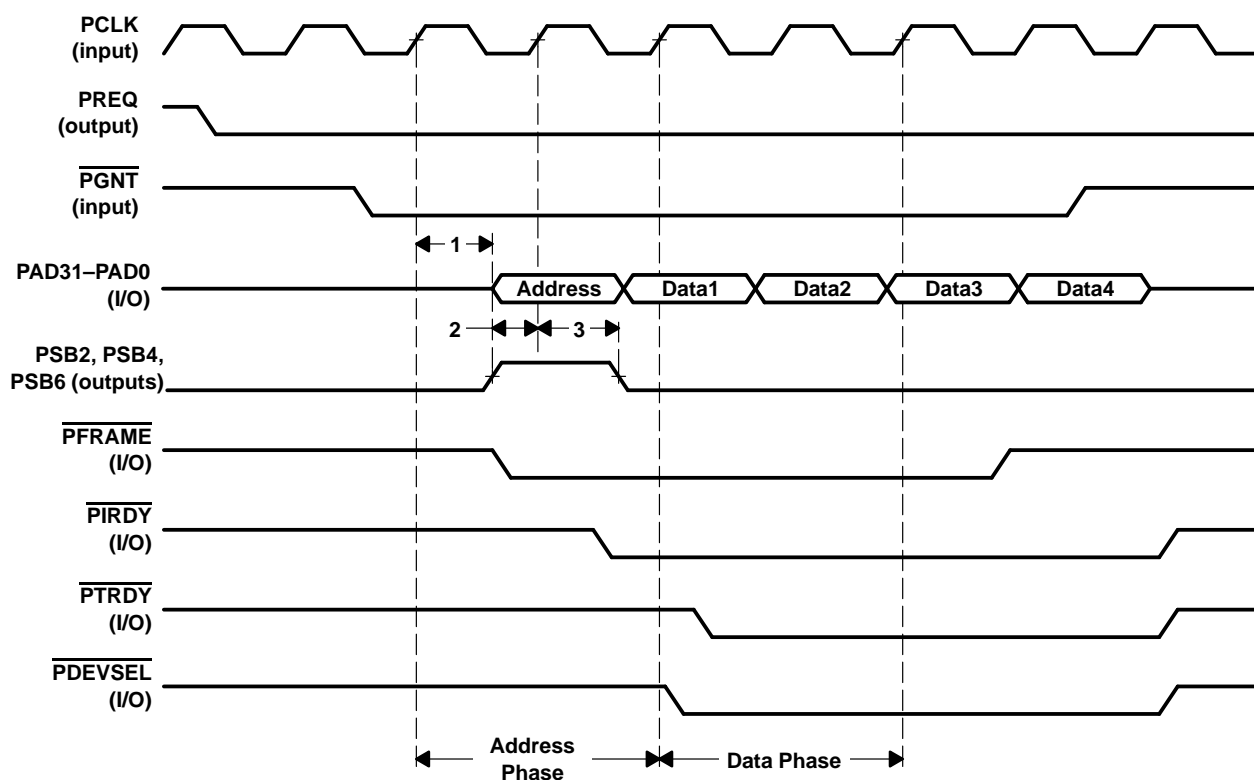 PCLK
(input)
PREQ
(output)
PGNT
(input)
1
PAD31–PAD0
(I/O)
Address
Data1
Data2
Data3
Data4
2
3
PSB2, PSB4,
PSB6 (outputs)
PFRAME
(I/O)
PIRDY
(I/O)
PTRDY
(I/O)
PDEVSEL
(I/O)
Address
Phase
Data Phase